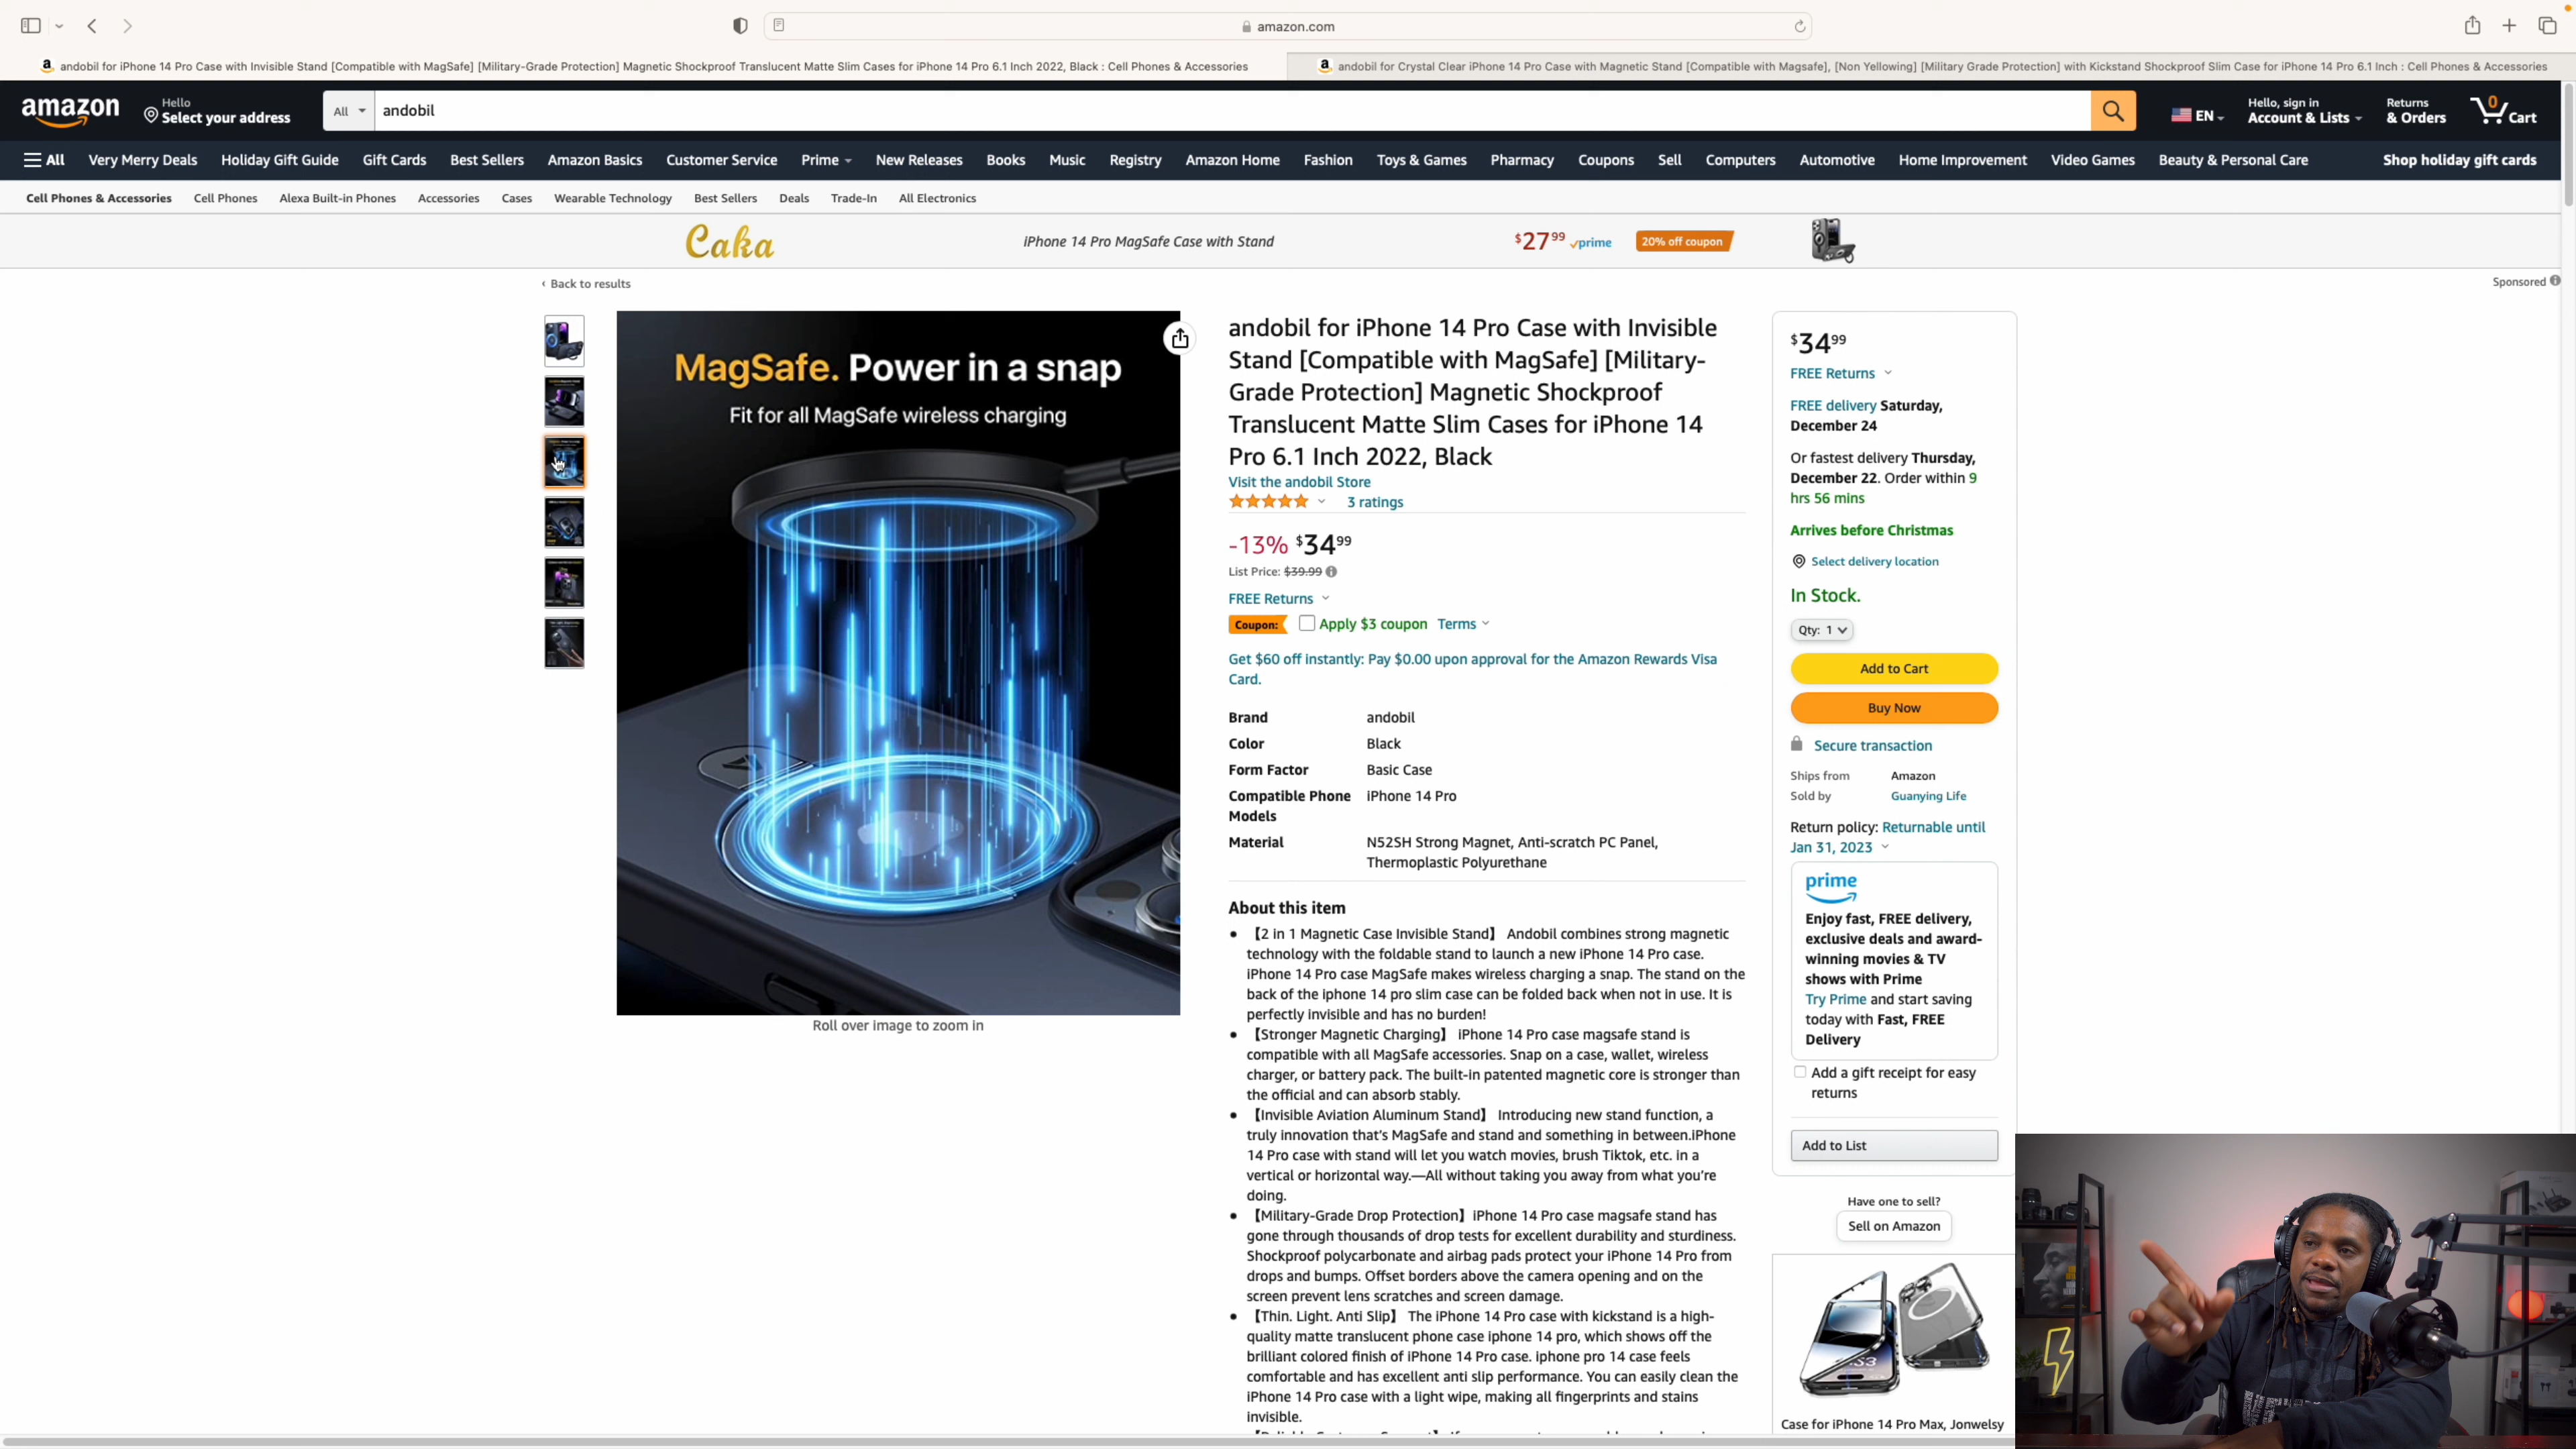 amazon.com
andobil for iPhone 14 Pro Case with Invisible Stand [Compatible with MagSafe] [Military-Grade Protection] Magnetic Shockproof Translucent Matte Slim Cases for iPhone 14 Pro 6.1 Inch 2022, Black : Cell Phones & Accessories
andobil for Crystal Clear iPhone 14 Pro Case with Magnetic Stand [Compatible with Magsafe], [Non Yellowing] [Military Grade Protection] with Kickstand Shockproof Slim Case for iPhone 14 Pro 6.1 Inch : Cell Phones & Accessories
amazon
Hello
Select your address
All
andobil
EN
Hello, sign in
Account & Lists
Returns
& Orders
0
Cart
All Very Merry Deals Holiday Gift Guide Gift Cards Best Sellers Amazon Basics Customer Service Prime New Releases Books Music Registry Amazon Home Fashion Toys & Games Pharmacy Coupons Sell Computers Automotive Home Improvement Video Games Beauty & Personal Care Shop holiday gift cards
Cell Phones & Accessories Cell Phones Alexa Built-in Phones Accessories Cases Wearable Technology Best Sellers Deals Trade-In All Electronics
Caka iPhone 14 Pro MagSafe Case with Stand $27.99 prime 20% off coupon
‹ Back to results
Sponsored
MagSafe. Power in a snap
Fit for all MagSafe wireless charging
Roll over image to zoom in
andobil for iPhone 14 Pro Case with Invisible
Stand [Compatible with MagSafe] [Military-
Grade Protection] Magnetic Shockproof
Translucent Matte Slim Cases for iPhone 14
Pro 6.1 Inch 2022, Black
Visit the andobil Store
3 ratings
-13% $34.99
List Price: $39.99
FREE Returns
Coupon: Apply $3 coupon Terms
Get $60 off instantly: Pay $0.00 upon approval for the Amazon Rewards Visa
Card.
Brand andobil
Color Black
Form Factor Basic Case
Compatible Phone iPhone 14 Pro
Models
Material N52SH Strong Magnet, Anti-scratch PC Panel,
Thermoplastic Polyurethane
About this item
• 【2 in 1 Magnetic Case Invisible Stand】 Andobil combines strong magnetic
technology with the foldable stand to launch a new iPhone 14 Pro case.
iPhone 14 Pro case MagSafe makes wireless charging a snap. The stand on the
back of the iphone 14 pro slim case can be folded back when not in use. It is
perfectly invisible and has no burden!
• 【Stronger Magnetic Charging】 iPhone 14 Pro case magsafe stand is
compatible with all MagSafe accessories. Snap on a case, wallet, wireless
charger, or battery pack. The built-in patented magnetic core is stronger than
the official and can absorb stably.
• 【Invisible Aviation Aluminum Stand】 Introducing new stand function, a
truly innovation that's MagSafe and stand and something in between.iPhone
14 Pro case with stand will let you watch movies, brush Tiktok, etc. in a
vertical or horizontal way.—All without taking you away from what you're
doing.
• 【Military-Grade Drop Protection】iPhone 14 Pro case magsafe stand has
gone through thousands of drop tests for excellent durability and sturdiness.
Shockproof polycarbonate and airbag pads protect your iPhone 14 Pro from
drops and bumps. Offset borders above the camera opening and on the
screen prevent lens scratches and screen damage.
• 【Thin. Light. Anti Slip】 The iPhone 14 Pro case with kickstand is a high-
quality matte translucent phone case iphone 14 pro, which shows off the
brilliant colored finish of iPhone 14 Pro case. iphone pro 14 case feels
comfortable and has excellent anti slip performance. You can easily clean the
iPhone 14 Pro case with a light wipe, making all fingerprints and stains
invisible.
$34.99
FREE Returns
FREE delivery Saturday,
December 24
Or fastest delivery Thursday,
December 22. Order within 9
hrs 56 mins
Arrives before Christmas
Select delivery location
In Stock.
Qty: 1
Add to Cart
Buy Now
Secure transaction
Ships from Amazon
Sold by Guanying Life
Return policy: Returnable until
Jan 31, 2023
prime
Enjoy fast, FREE delivery,
exclusive deals and award-
winning movies & TV
shows with Prime
Try Prime and start saving
today with Fast, FREE
Delivery
Add a gift receipt for easy
returns
Add to List
Have one to sell?
Sell on Amazon
Case for iPhone 14 Pro Max, Jonwelsy